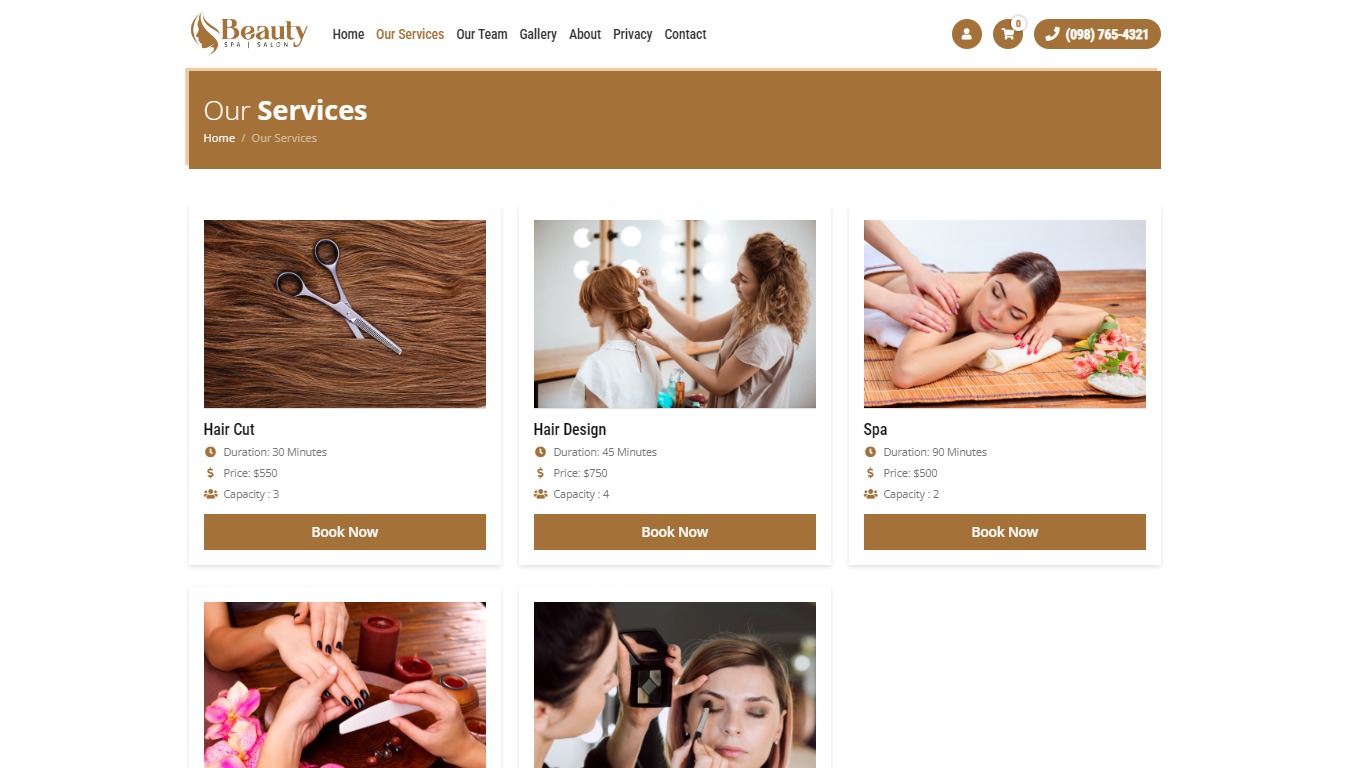 Beauty
SPA | SALON
Home Our Services Our Team Gallery About Privacy Contact
0
(098) 765-4321
Our Services
Home / Our Services
Hair Cut
Duration: 30 Minutes
Price: $550
Capacity : 3
Book Now
Hair Design
Duration: 45 Minutes
Price: $750
Capacity : 4
Book Now
Spa
Duration: 90 Minutes
Price: $500
Capacity : 2
Book Now